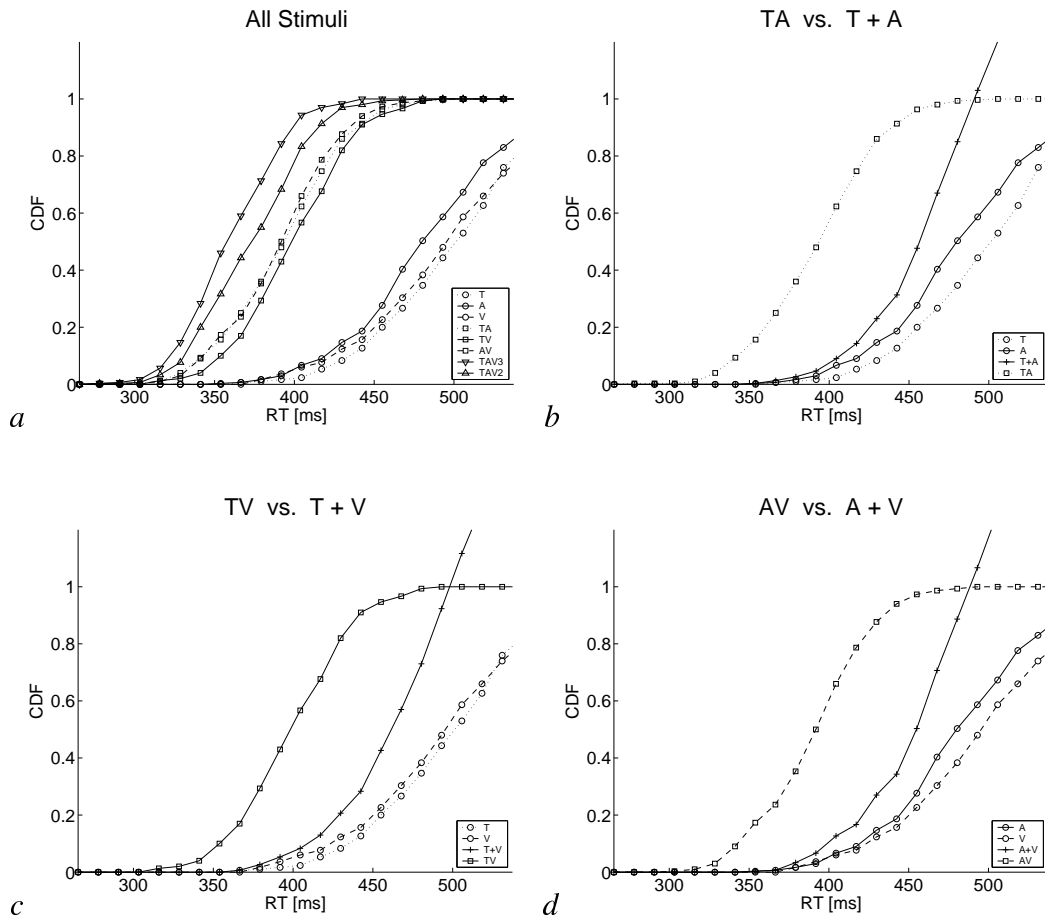 All Stimuli
CDF
1
0.8
0.6
0.4
0.2
0
300 350 400 450 500
RT [ms]
T
A
V
TA
TV
AV
TAV3
TAV2
a
TA vs. T + A
CDF
1
0.8
0.6
0.4
0.2
0
300 350 400 450 500
RT [ms]
T
A
T+A
TA
b
TV vs. T + V
CDF
1
0.8
0.6
0.4
0.2
0
300 350 400 450 500
RT [ms]
T
V
T+V
TV
c
AV vs. A + V
CDF
1
0.8
0.6
0.4
0.2
0
300 350 400 450 500
RT [ms]
A
V
A+V
AV
d